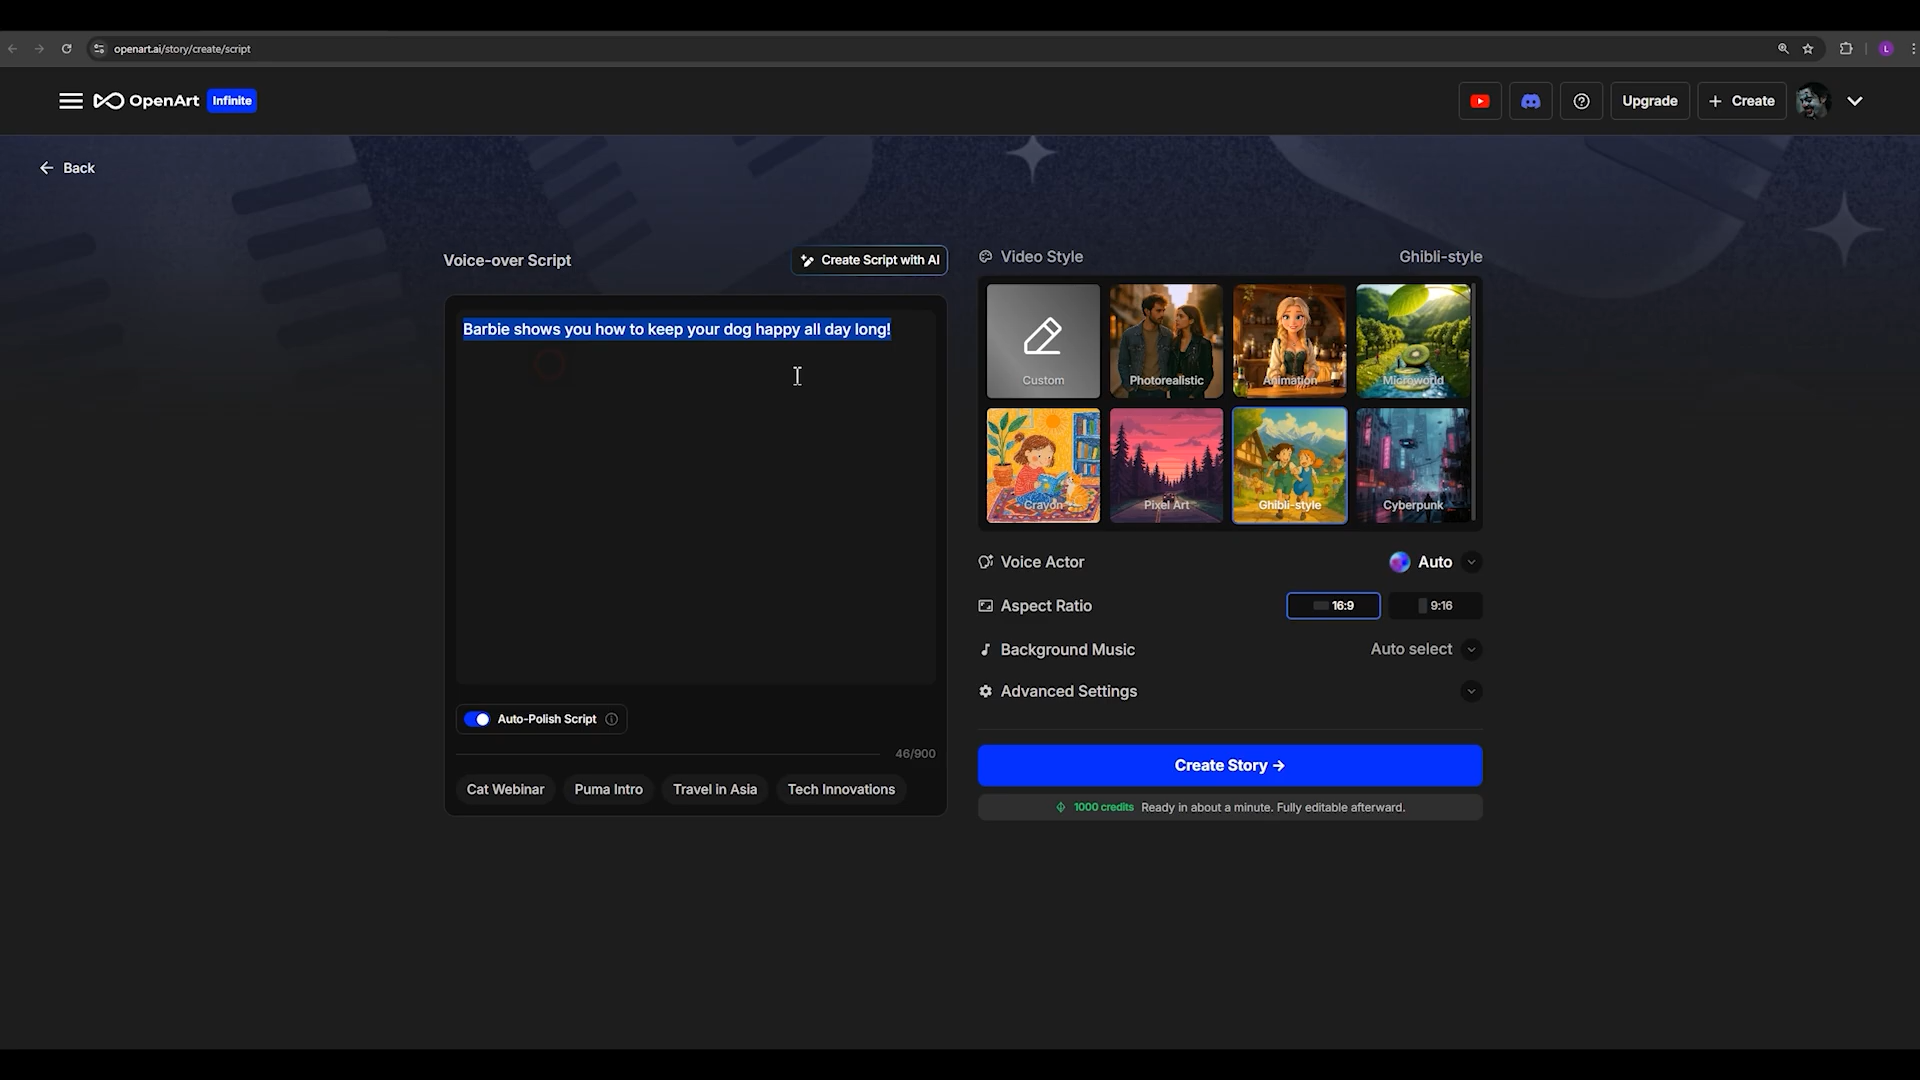 openart.ai/story/create/script
L
OpenArt Infinite
Upgrade
+ Create
← Back
Voice-over Script
Create Script with AI
Barbie shows you how to keep your dog happy all day long!
Auto-Polish Script
46/900
Cat Webinar
Puma Intro
Travel in Asia
Tech Innovations
Video Style
Ghibli-style
Custom
Photorealistic
Animation
Microworld
Crayon
Pixel Art
Ghibli-style
Cyberpunk
Voice Actor
Auto
Aspect Ratio
16:9
9:16
Background Music
Auto select
Advanced Settings
Create Story →
1000 credits Ready in about a minute. Fully editable afterward.